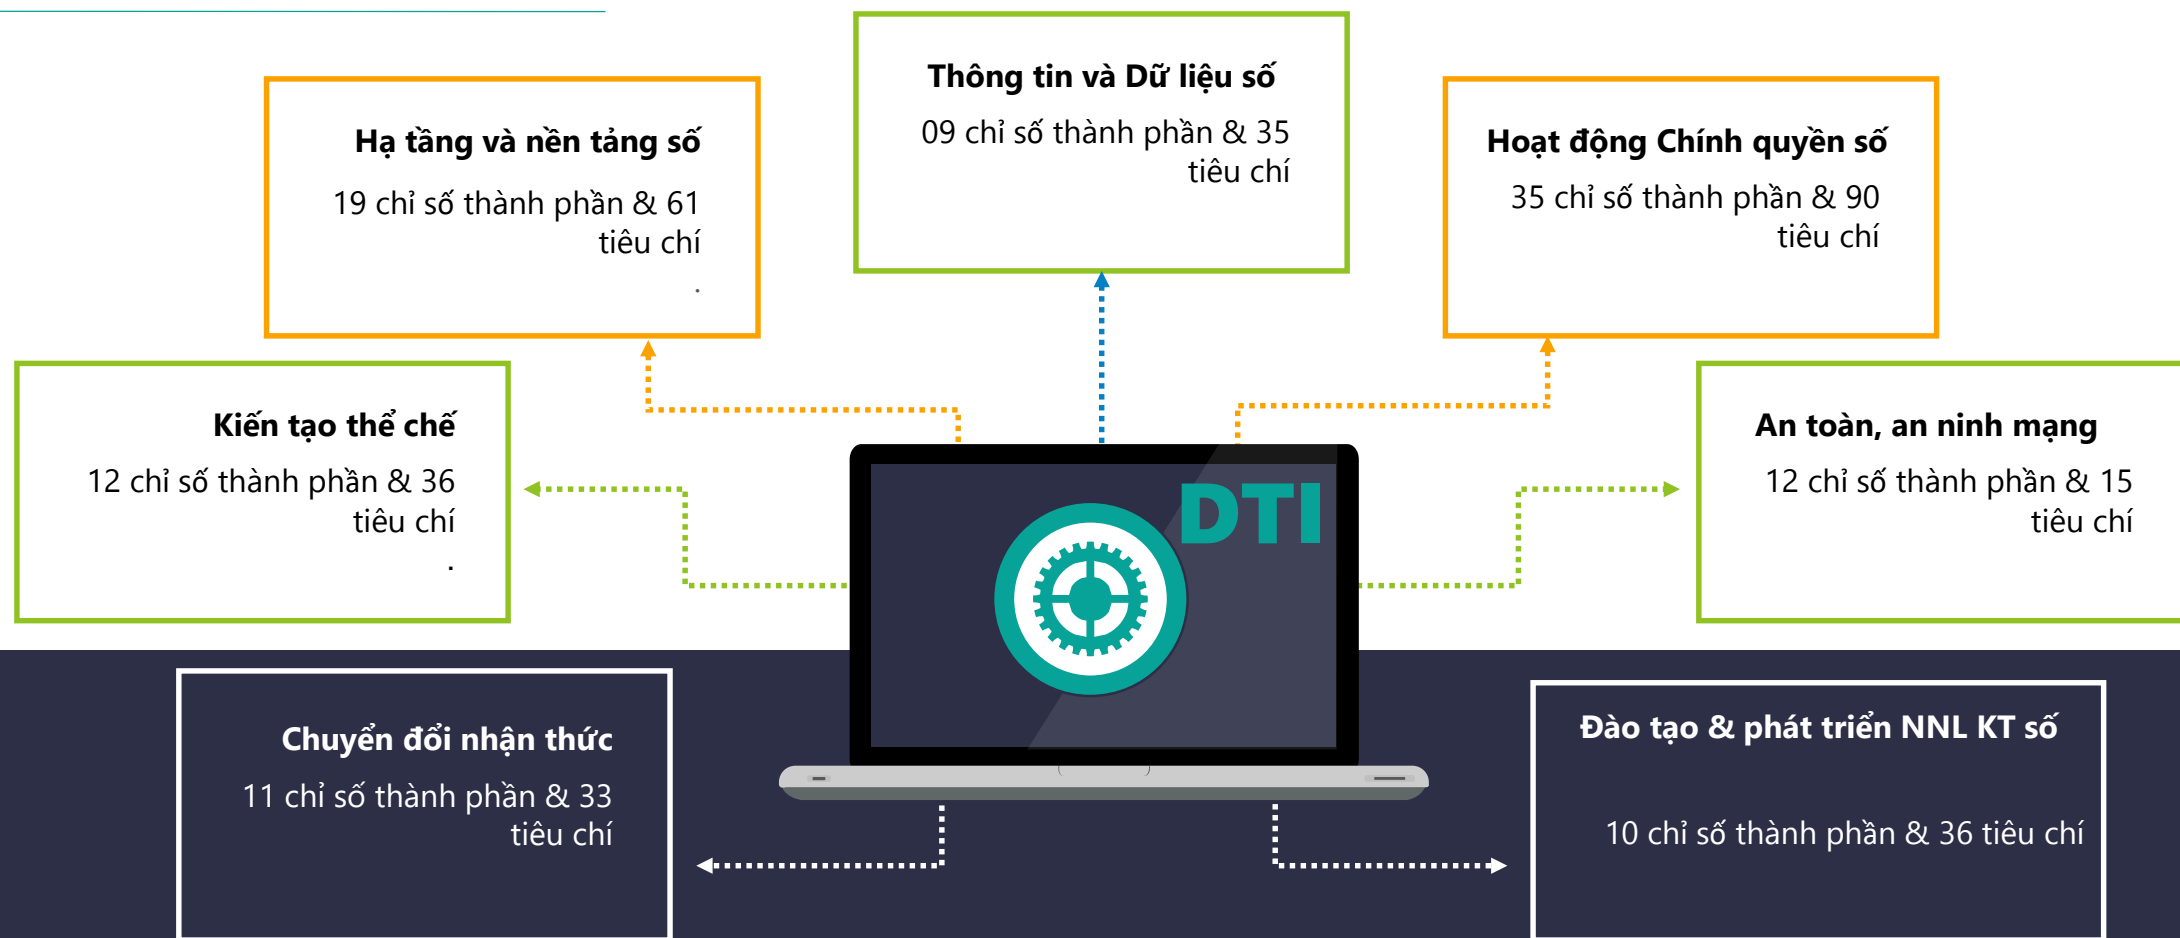 Thông tin và Dữ liệu số
09 chỉ số thành phần & 35
tiêu chí
Hạ tầng và nền tảng số
19 chỉ số thành phần & 61
tiêu chí
.
Hoạt động Chính quyền số
35 chỉ số thành phần & 90
tiêu chí
Kiến tạo thể chế
12 chỉ số thành phần & 36
tiêu chí
.
An toàn, an ninh mạng
12 chỉ số thành phần & 15
tiêu chí
DTI
Chuyển đổi nhận thức
11 chỉ số thành phần & 33
tiêu chí
Đào tạo & phát triển NNL KT số
10 chỉ số thành phần & 36 tiêu chí